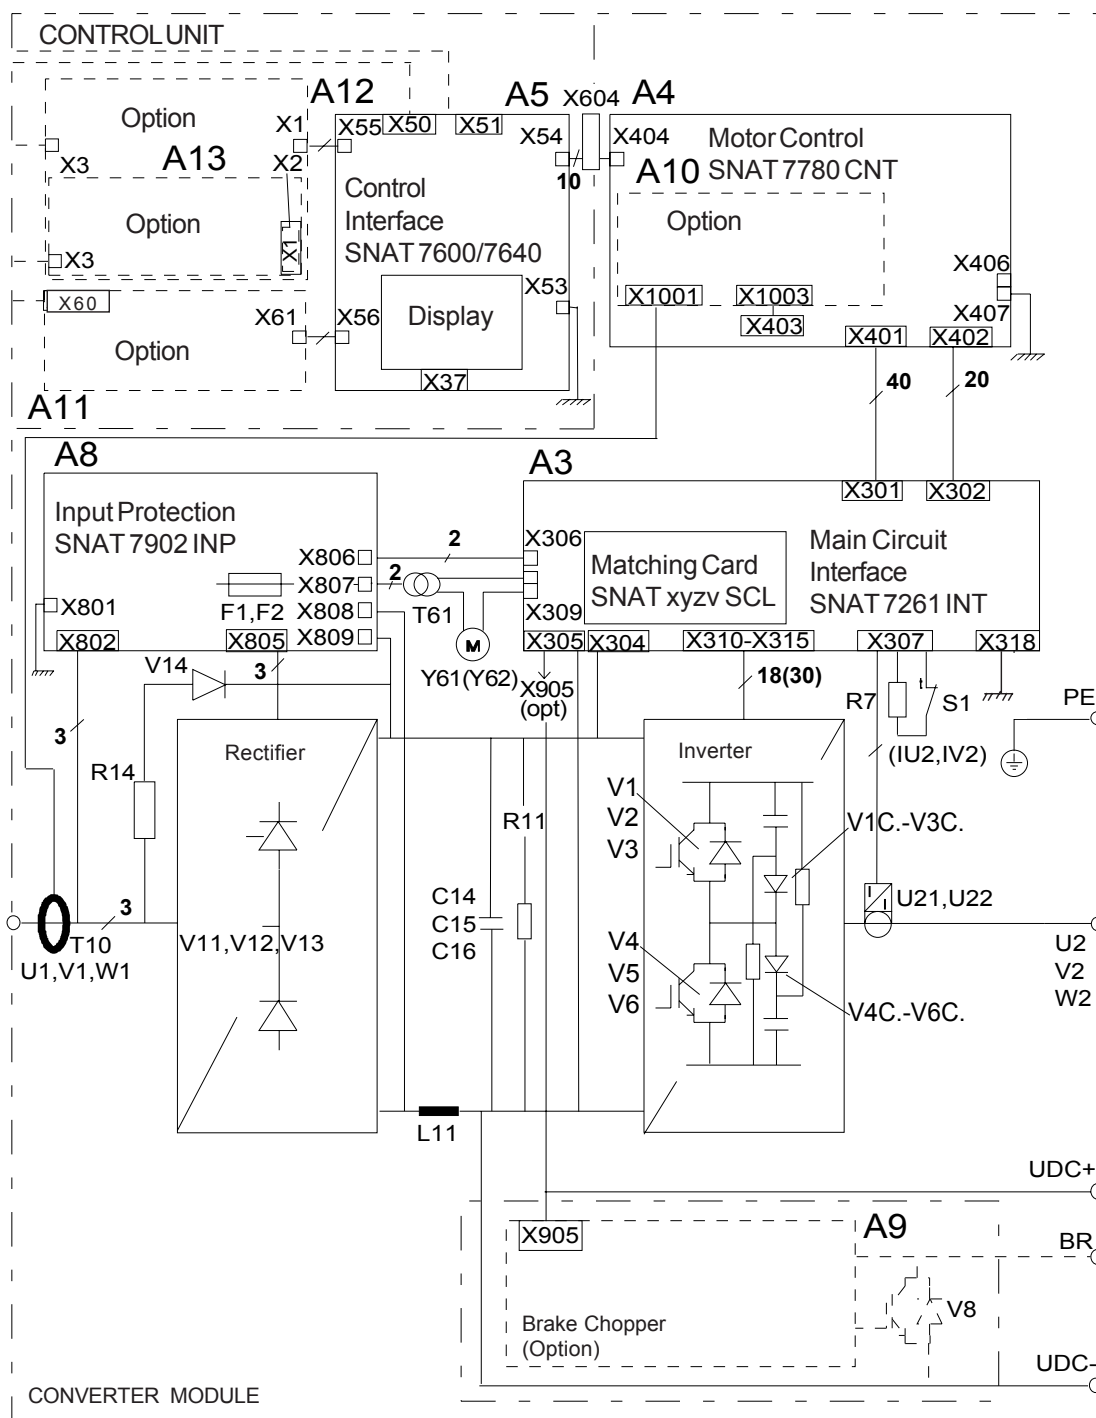 CONTROL UNIT
A12
A5
X604
A4
Option
X1
X55
X50
X51
X54
X404
Motor Control
SNAT 7780 CNT
X3
A13
X2
10
A10
Control
Interface
SNAT 7600/7640
Option
Option
X1
X3
X53
X406
X60
X61
X56
Display
X1001
X1003
X407
X403
Option
X401
X402
X37
40
20
A11
A8
A3
X301
X302
Input Protection
SNAT 7902 INP
X806
2
X306
Matching Card
SNAT xyzv SCL
Main Circuit
Interface
SNAT 7261 INT
X807
2
X801
F1,F2
X808
T61
X309
X802
X805
X809
M
X305
X304
X310-X315
X307
X318
V14
3
Y61(Y62)
X905
(opt)
18(30)
R7
t
S1
PE
3
Rectifier
Inverter
(IU2,IV2)
R14
V1
V2
V3
R11
V1C.-V3C.
C14
C15
C16
I
I
U21,U22
3
T10
U1,V1,W1
V11,V12,V13
V4
V5
V6
U2
V2
W2
V4C.-V6C.
L11
UDC+
A9
X905
BR
V8
Brake Chopper
(Option)
UDC-
CONVERTER MODULE